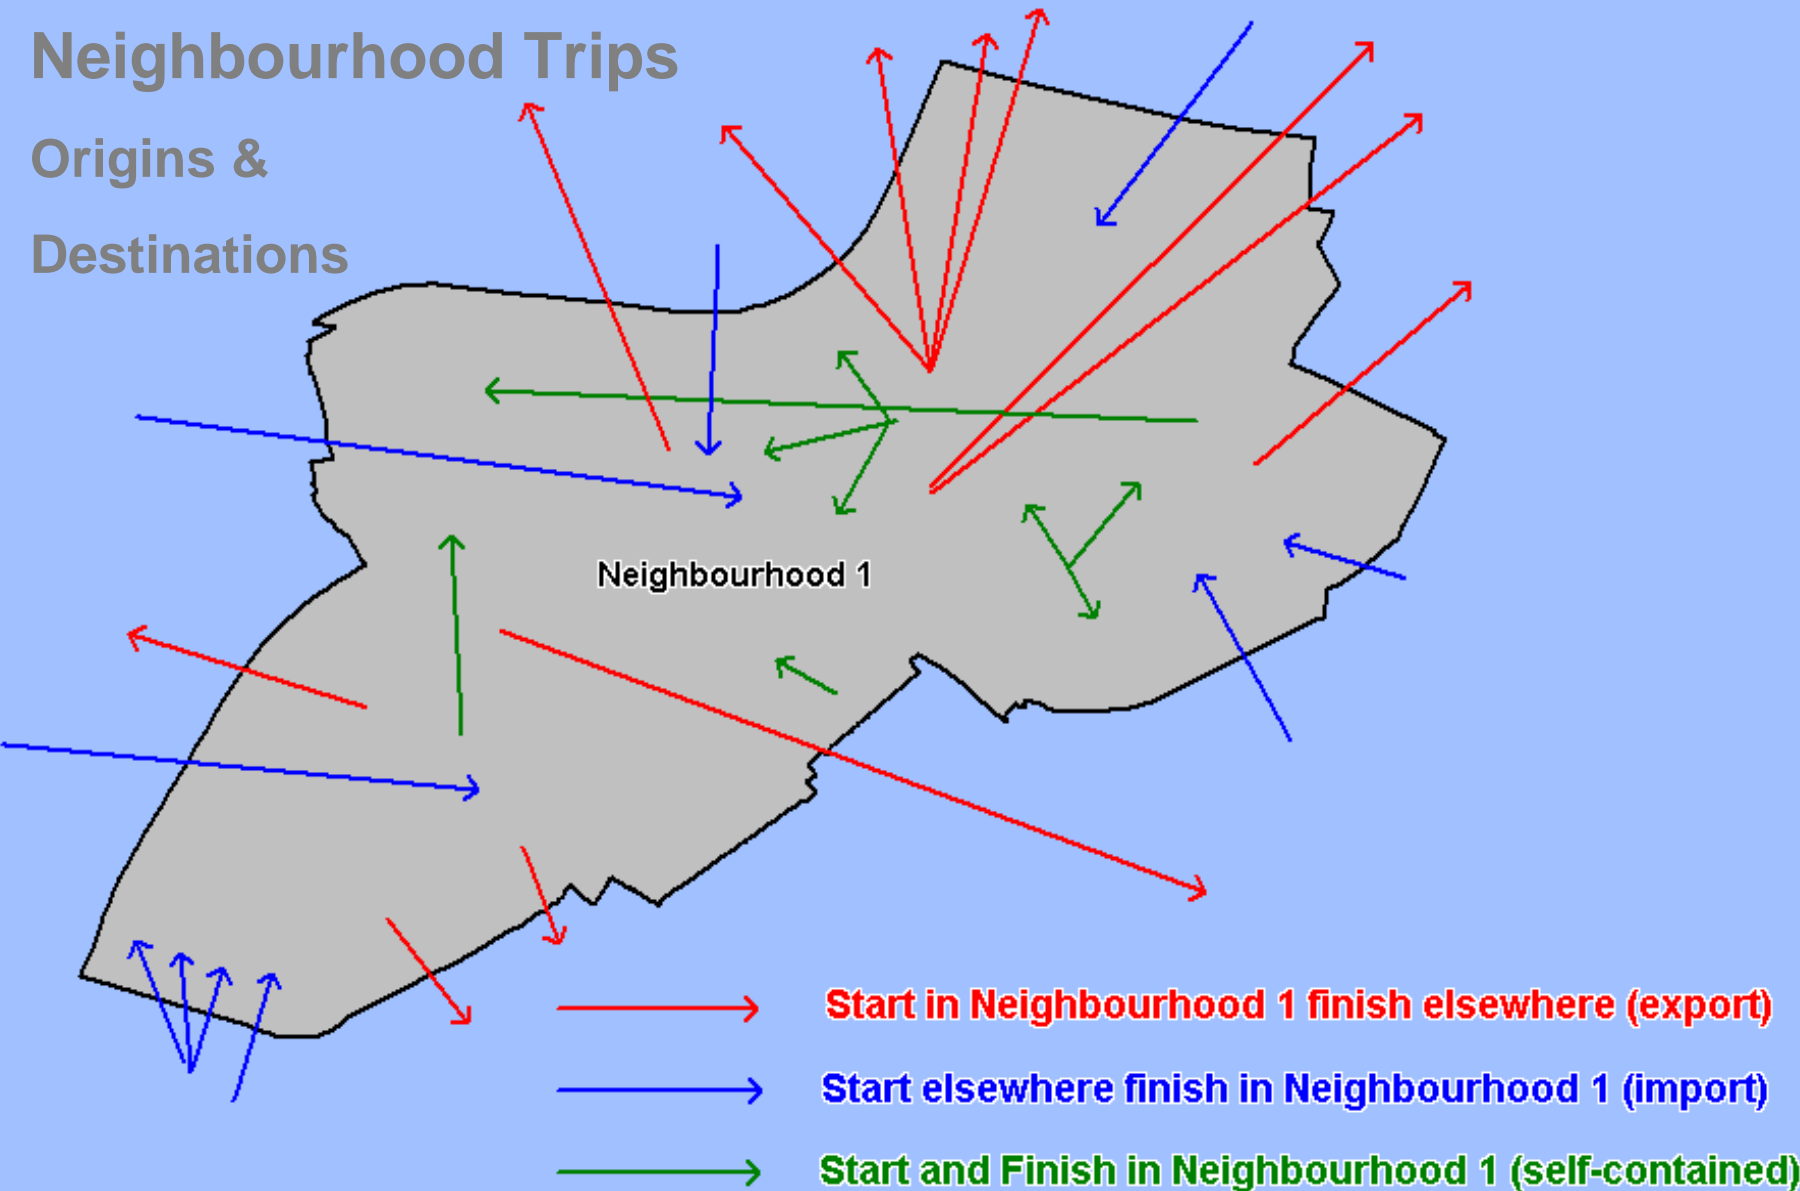 Neighbourhood Trips
Origins &
Destinations
Neighbourhood 1
Start in Neighbourhood 1 finish elsewhere (export)
Start elsewhere finish in Neighbourhood 1 (import)
Start and Finish in Neighbourhood 1 (self-contained)